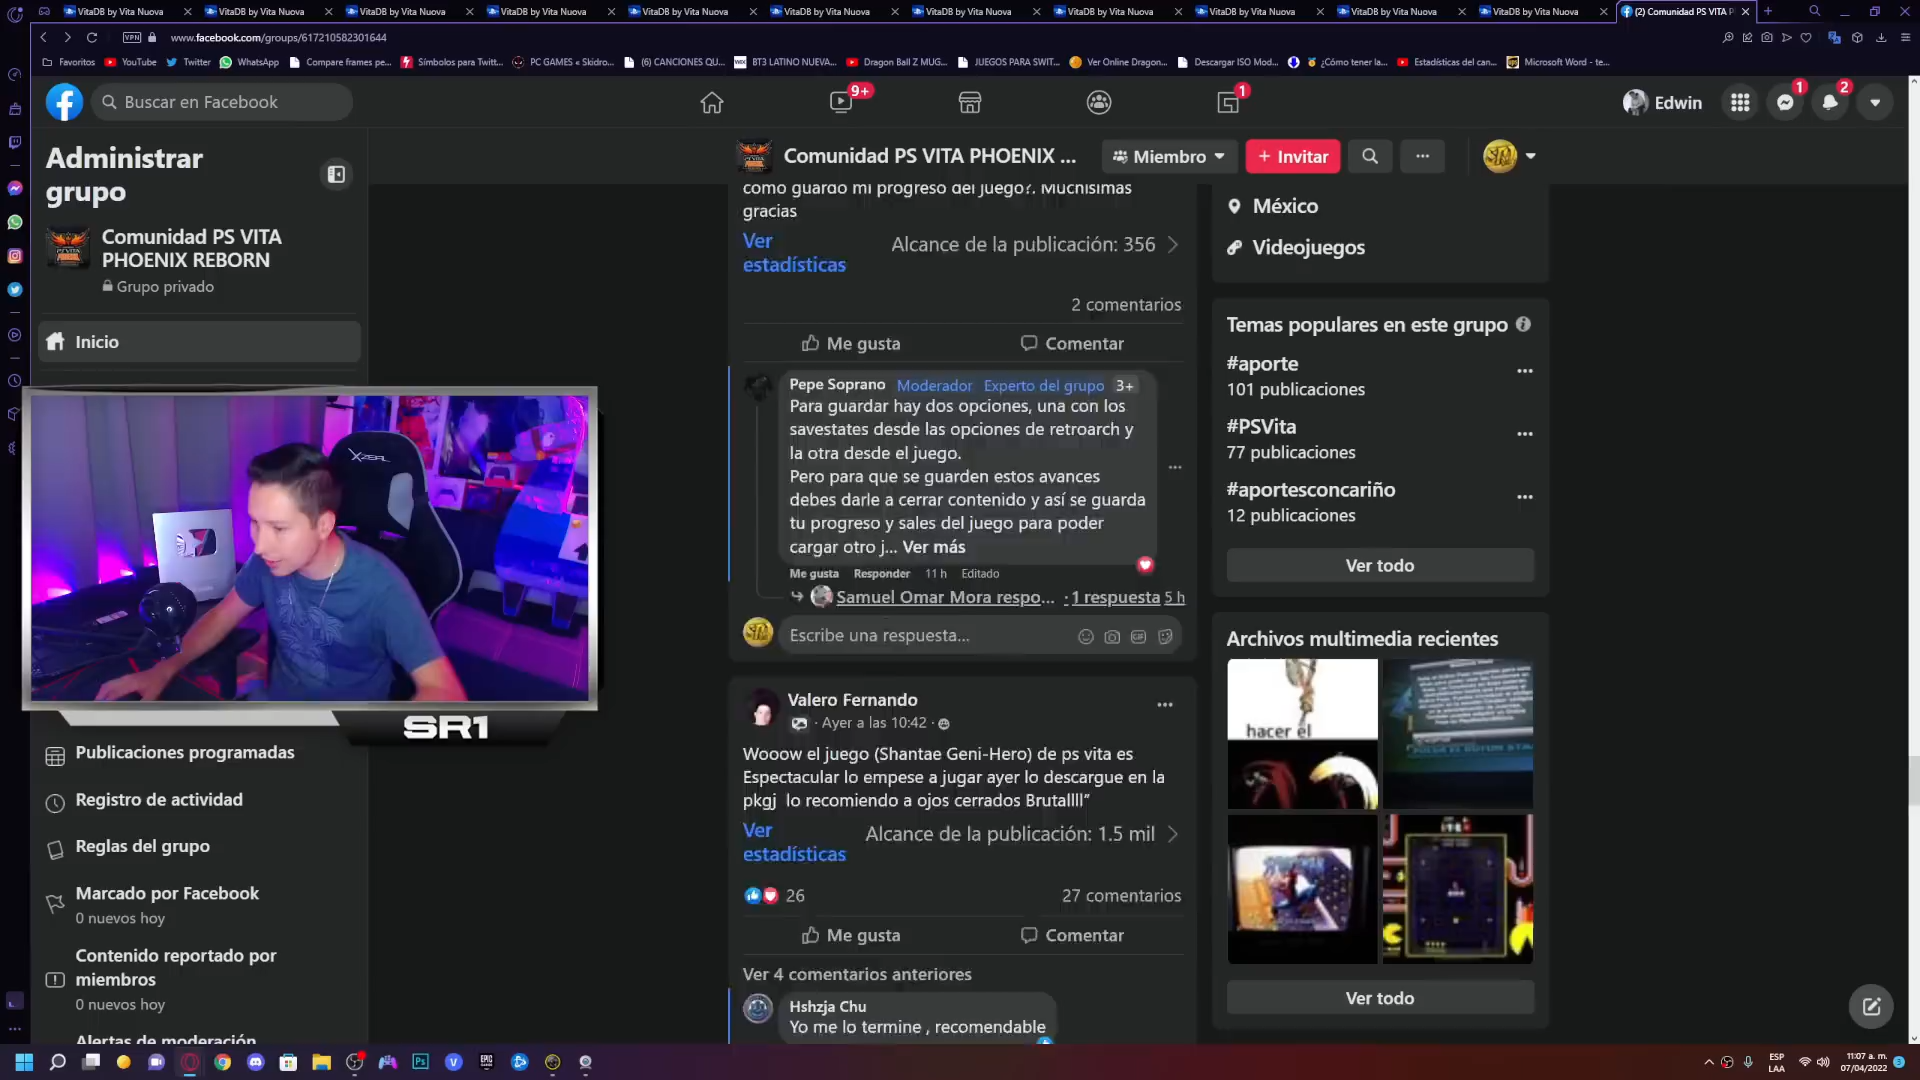 VitaDB by Vita Nuova
VitaDB by Vita Nuova
VitaDB by Vita Nuova
VitaDB by Vita Nuova
VitaDB by Vita Nuova
VitaDB by Vita Nuova
VitaDB by Vita Nuova
VitaDB by Vita Nuova
VitaDB by Vita Nuova
VitaDB by Vita Nuova
VitaDB by Vita Nuova
(2) Comunidad PS VITA P
VPN
www.facebook.com/groups/617210582301644
Favoritos
YouTube
Twitter
WhatsApp
Compare frames pe...
Símbolos para Twitt...
PC GAMES « Skidro...
(6) CANCIONES QU...
BT3 LATINO NUEVA...
Dragon Ball Z MUG...
JUEGOS PARA SWIT...
Ver Online Dragon...
Descargar ISO Mod...
¿Cómo tener la...
Estadísticas del can...
Microsoft Word - te...
Buscar en Facebook
9+
1
Edwin
1
2
Administrar
grupo
Comunidad PS VITA
PHOENIX REBORN
Grupo privado
Inicio
Publicaciones programadas
Registro de actividad
Reglas del grupo
Marcado por Facebook
0 nuevos hoy
Contenido reportado por
miembros
0 nuevos hoy
Alertas de moderación
XZEAL
SR1
Comunidad PS VITA PHOENIX ...
Miembro
+ Invitar
como guardo mi progreso del juego?. Muchísimas
gracias
Ver
estadísticas
Alcance de la publicación: 356
2 comentarios
Me gusta
Comentar
Pepe Soprano Moderador Experto del grupo 3+
Para guardar hay dos opciones, una con los
savestates desde las opciones de retroarch y
la otra desde el juego.
Pero para que se guarden estos avances
debes darle a cerrar contenido y así se guarda
tu progreso y sales del juego para poder
cargar otro j... Ver más
Me gusta Responder 11 h Editado
Samuel Omar Mora respo... · 1 respuesta 5 h
Escribe una respuesta...
GIF
Valero Fernando
· Ayer a las 10:42 ·
Wooow el juego (Shantae Geni-Hero) de ps vita es
Espectacular lo empese a jugar ayer lo descargue en la
pkgj lo recomiendo a ojos cerrados Brutallll”
Ver
estadísticas
Alcance de la publicación: 1.5 mil
26
27 comentarios
Me gusta
Comentar
Ver 4 comentarios anteriores
Hshzja Chu
Yo me lo termine , recomendable
México
Videojuegos
Temas populares en este grupo
#aporte
101 publicaciones
#PSVita
77 publicaciones
#aportesconcariño
12 publicaciones
Ver todo
Archivos multimedia recientes
hacer el
Ver todo
ESP
LAA
11:07 a. m.
07/04/2022
3